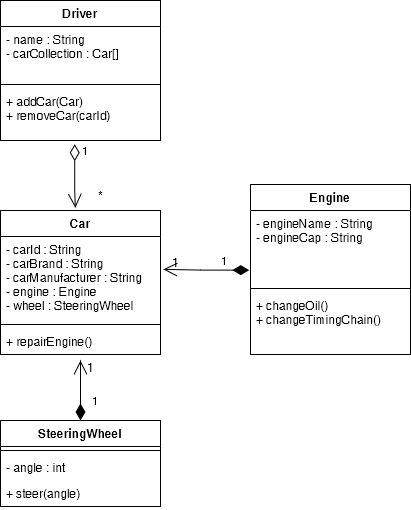 Driver
- name : String
- carCollection : Car[]
+ addCar(Car)
+ removeCar(carId)
1
*
Car
- carId : String
- carBrand : String
- carManufacturer : String
- engine : Engine
- wheel : SteeringWheel
+ repairEngine()
1
1
Engine
- engineName : String
- engineCap : String
+ changeOil()
+ changeTimingChain()
1
1
SteeringWheel
- angle : int
+ steer(angle)